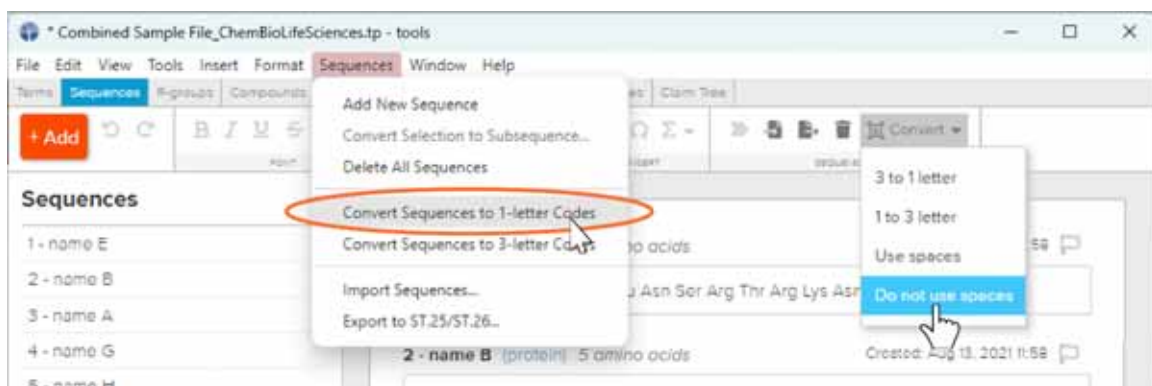 * Combined Sample File_ChemBioLifeSciences.tp - tools
File Edit View Tools Insert Format Sequences Window Help
Terms Sequences R-groups Compounds Claim Tree
+ Add B I U S Convert
FONT
Add New Sequence
Convert Selection to Subsequence...
Delete All Sequences
Convert Sequences to 1-letter Codes
Convert Sequences to 3-letter
Import Sequences...
Export to ST.25/ST.26...
3 to 1 letter
1 to 3 letter
Use spaces
Do not use spaces
Sequences
1 - name E
2 - name B
3 - name A
4 - name G
5 - name H
acids
Asn Ser Arg Thr Arg Lys Asn
2 - name B (protein) 5 amino acids
Created: Aug 13, 2021 11:58